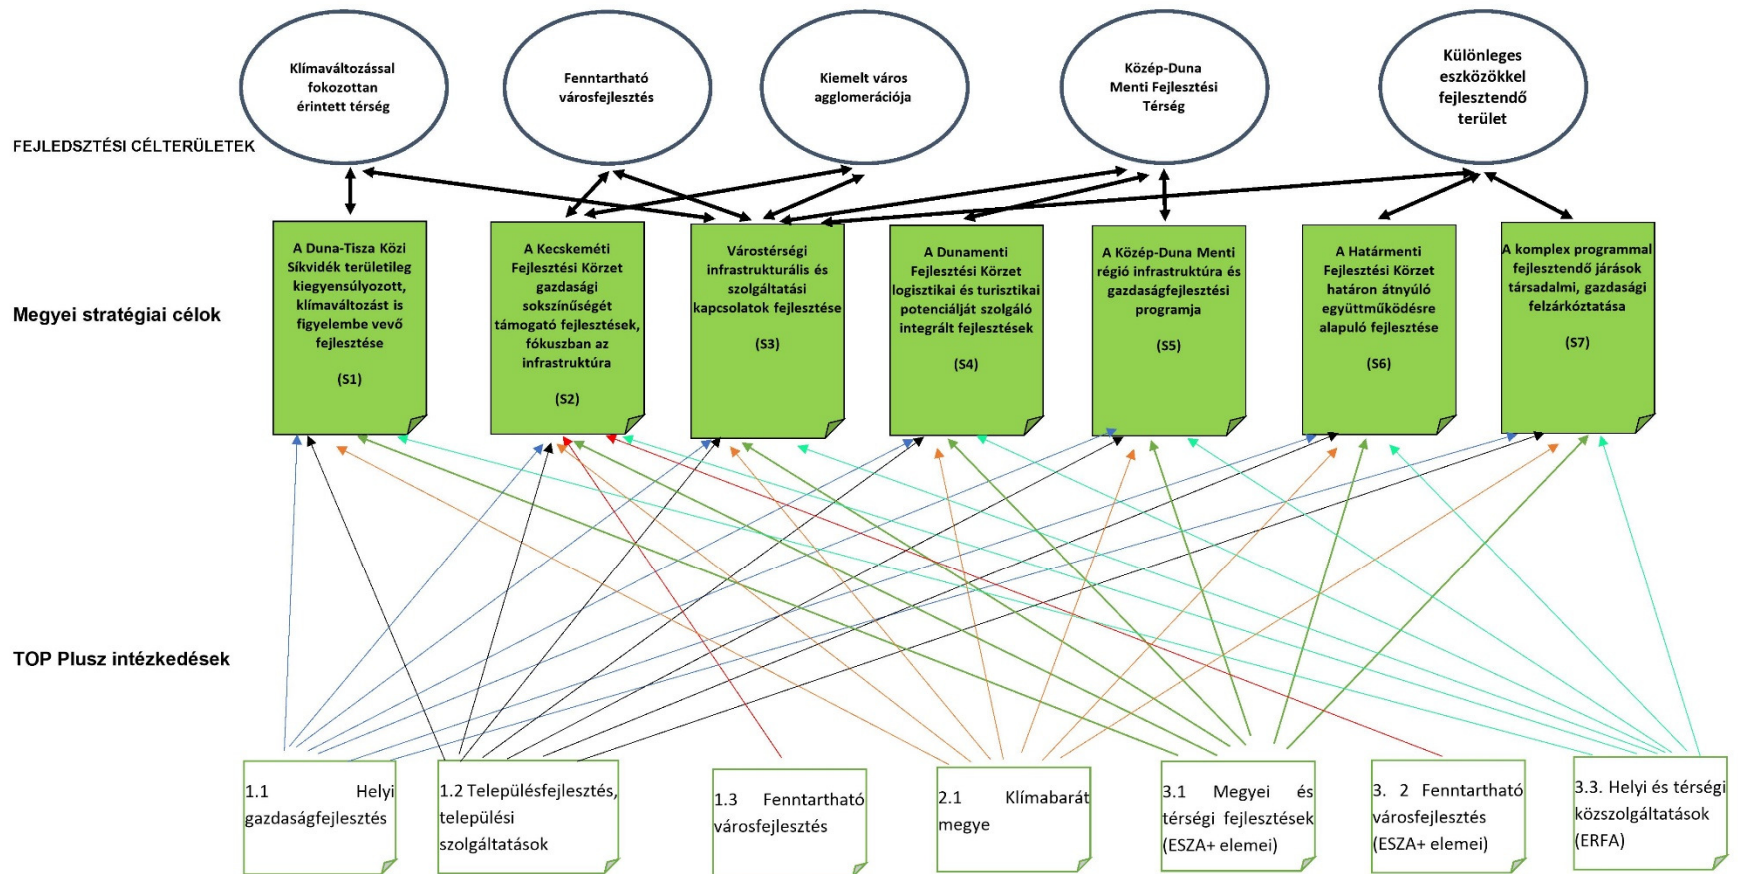 Klímaváltozással
fokozottan
érintett térség
Fenntartható
városfejlesztés
Kiemelt város
agglomerációja
Közép-Duna
Menti Fejlesztési
Térség
Különleges
eszközökkel
fejlesztendő
terület
FEJLEDSZTÉSI CÉLTERÜLETEK
Megyei stratégiai célok
A Duna-Tisza Közi
Síkvidék területileg
kiegyensúlyozott,
klímaváltozást is
figyelembe vevő
fejlesztése
(S1)
A Kecskeméti
Fejlesztési Körzet
gazdasági
sokszínűségét
támogató fejlesztések,
fókuszban az
infrastruktúra
(S2)
Várostérségi
infrastrukturális és
szolgáltatási
kapcsolatok fejlesztése
(S3)
A Dunamenti
Fejlesztési Körzet
logisztikai és turisztikai
potenciálját szolgáló
integrált fejlesztések
(S4)
A Közép-Duna Menti
régió infrastruktúra és
gazdaságfejlesztési
programja
(S5)
A Határmenti
Fejlesztési Körzet
határon átnyúló
együttműködésre
alapuló fejlesztése
(S6)
A komplex programmal
fejlesztendő járások
társadalmi, gazdasági
felzárkóztatása
(S7)
TOP Plusz intézkedések
1.1 Helyi
gazdaságfejlesztés
1.2 Településfejlesztés,
települési
szolgáltatások
1.3 Fenntartható
városfejlesztés
2.1 Klímabarát
megye
3.1 Megyei és
térségi fejlesztések
(ESZA+ elemei)
3. 2 Fenntartható
városfejlesztés
(ESZA+ elemei)
3.3. Helyi és térségi
közszolgáltatások
(ERFA)